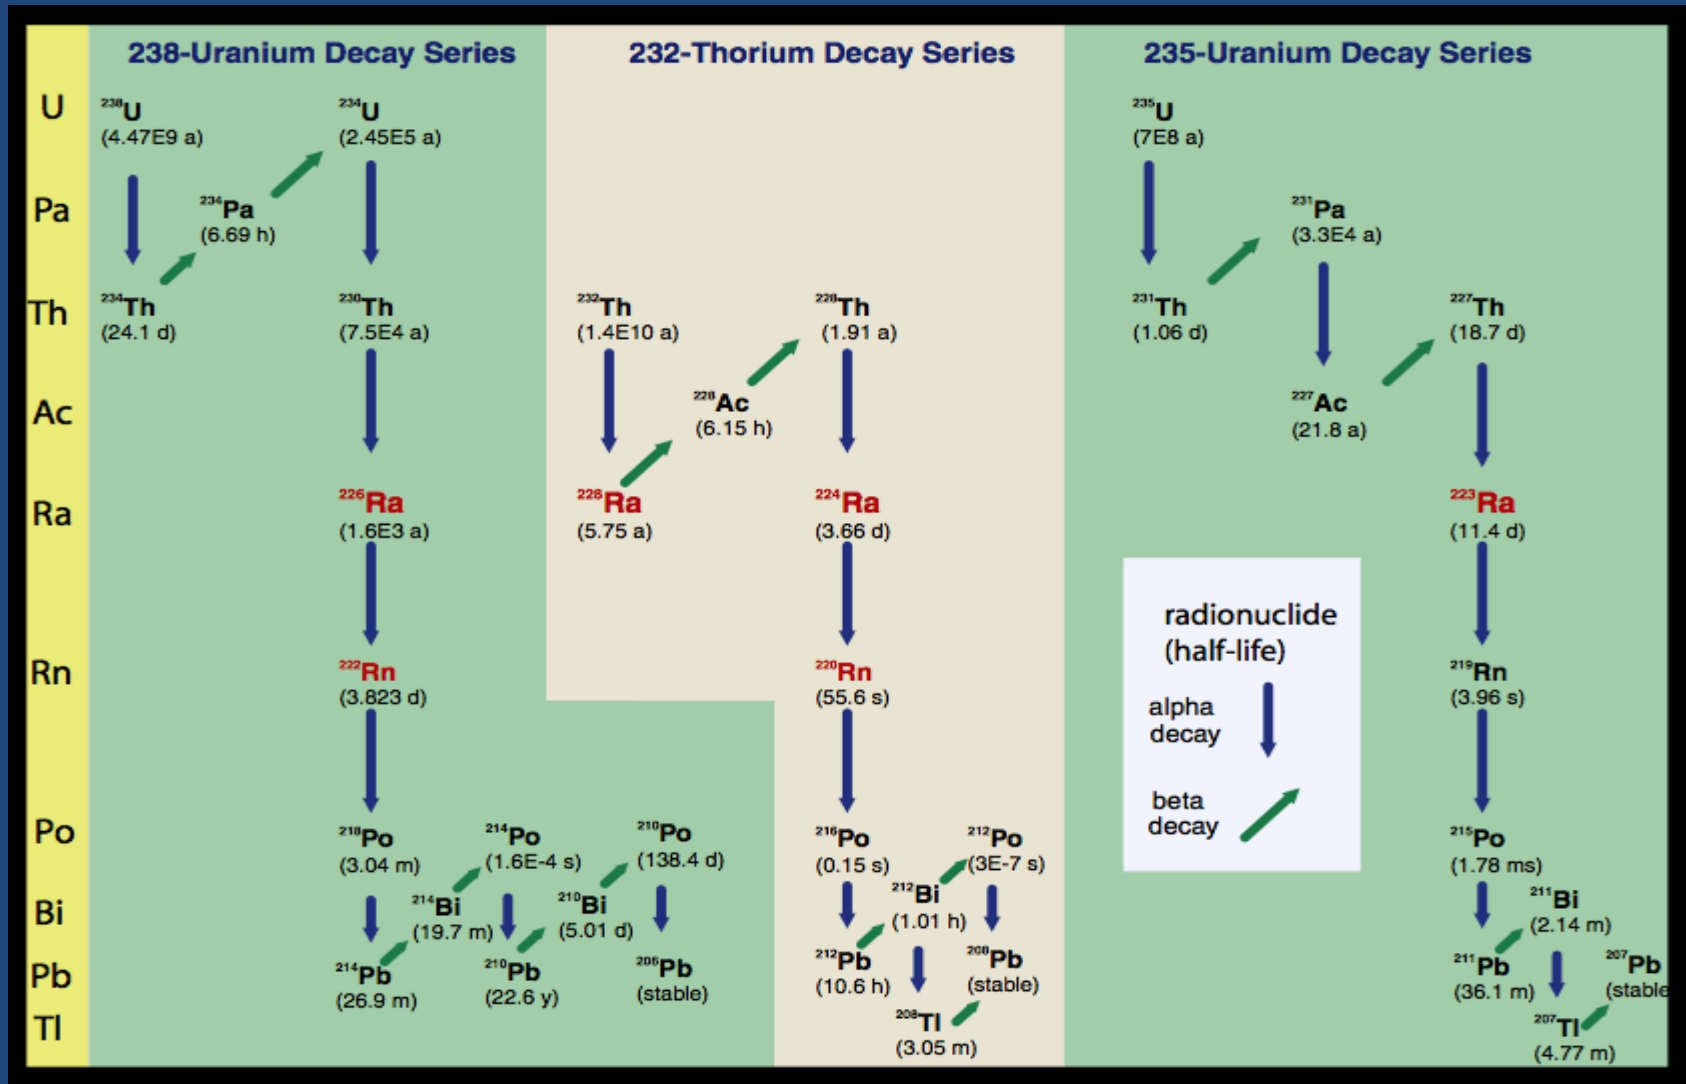 238-Uranium Decay Series
232-Thorium Decay Series
235-Uranium Decay Series
U
Pa
Th
Ac
Ra
Rn
Po
Bi
Pb
Tl
²³⁸U
(4.47E9 a)
²³⁴U
(2.45E5 a)
²³⁴Pa
(6.69 h)
²³⁴Th
(24.1 d)
²³⁰Th
(7.5E4 a)
²²⁶Ra
(1.6E3 a)
²²²Rn
(3.823 d)
²¹⁸Po
(3.04 m)
²¹⁴Po
(1.6E-4 s)
²¹⁰Po
(138.4 d)
²¹⁴Bi
(19.7 m)
²¹⁰Bi
(5.01 d)
²¹⁴Pb
(26.9 m)
²¹⁰Pb
(22.6 y)
²⁰⁶Pb
(stable)
²³²Th
(1.4E10 a)
²²⁸Th
(1.91 a)
²²⁸Ac
(6.15 h)
²²⁸Ra
(5.75 a)
²²⁴Ra
(3.66 d)
²²⁰Rn
(55.6 s)
²¹⁶Po
(0.15 s)
²¹²Po
(3E-7 s)
²¹²Bi
(1.01 h)
²¹²Pb
(10.6 h)
²⁰⁸Pb
(stable)
²⁰⁸Tl
(3.05 m)
²³⁵U
(7E8 a)
²³¹Pa
(3.3E4 a)
²³¹Th
(1.06 d)
²²⁷Th
(18.7 d)
²²⁷Ac
(21.8 a)
²²³Ra
(11.4 d)
²¹⁹Rn
(3.96 s)
²¹⁵Po
(1.78 ms)
²¹¹Bi
(2.14 m)
²¹¹Pb
(36.1 m)
²⁰⁷Pb
(stable
²⁰⁷Tl
(4.77 m)
radionuclide
(half-life)
alpha
decay
beta
decay